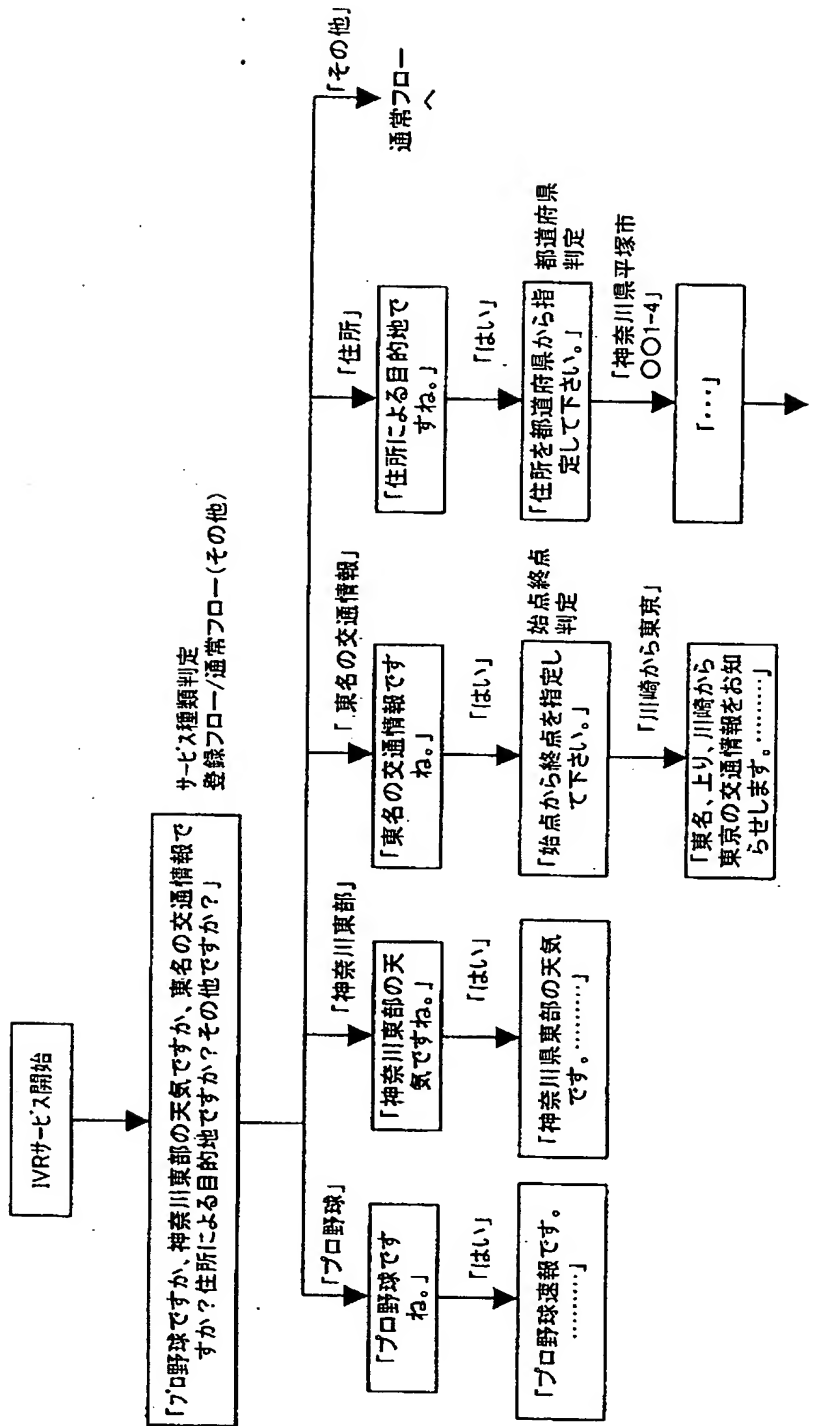 IVRサービス開始
「プロ野球ですか、神奈川東部の天気ですか、東名の交通情報で
すか？住所による目的地ですか？その他ですか？」
サービス種類判定
登録フロー/通常フロー(その他)
「プロ野球」
「プロ野球です
ね。」
「はい」
「プロ野球速報です。
…………」
「神奈川東部」
「神奈川東部の天
気ですね。」
「はい」
「神奈川県東部の天気
です。…………」
「東名の交通情報」
「東名の交通情報です
ね。」
「はい」
「始点から終点を指定し
て下さい。」
始点終点
判定
「川崎から東京」
「東名、上り、川崎から
東京の交通情報をお知
らせします。…………」
「住所」
「住所による目的地で
すね。」
「はい」
「住所を都道府県から指
定して下さい。」
都道府県
判定
「神奈川県平塚市
○○1-4」
「…」
「その他」
通常フロー
へ